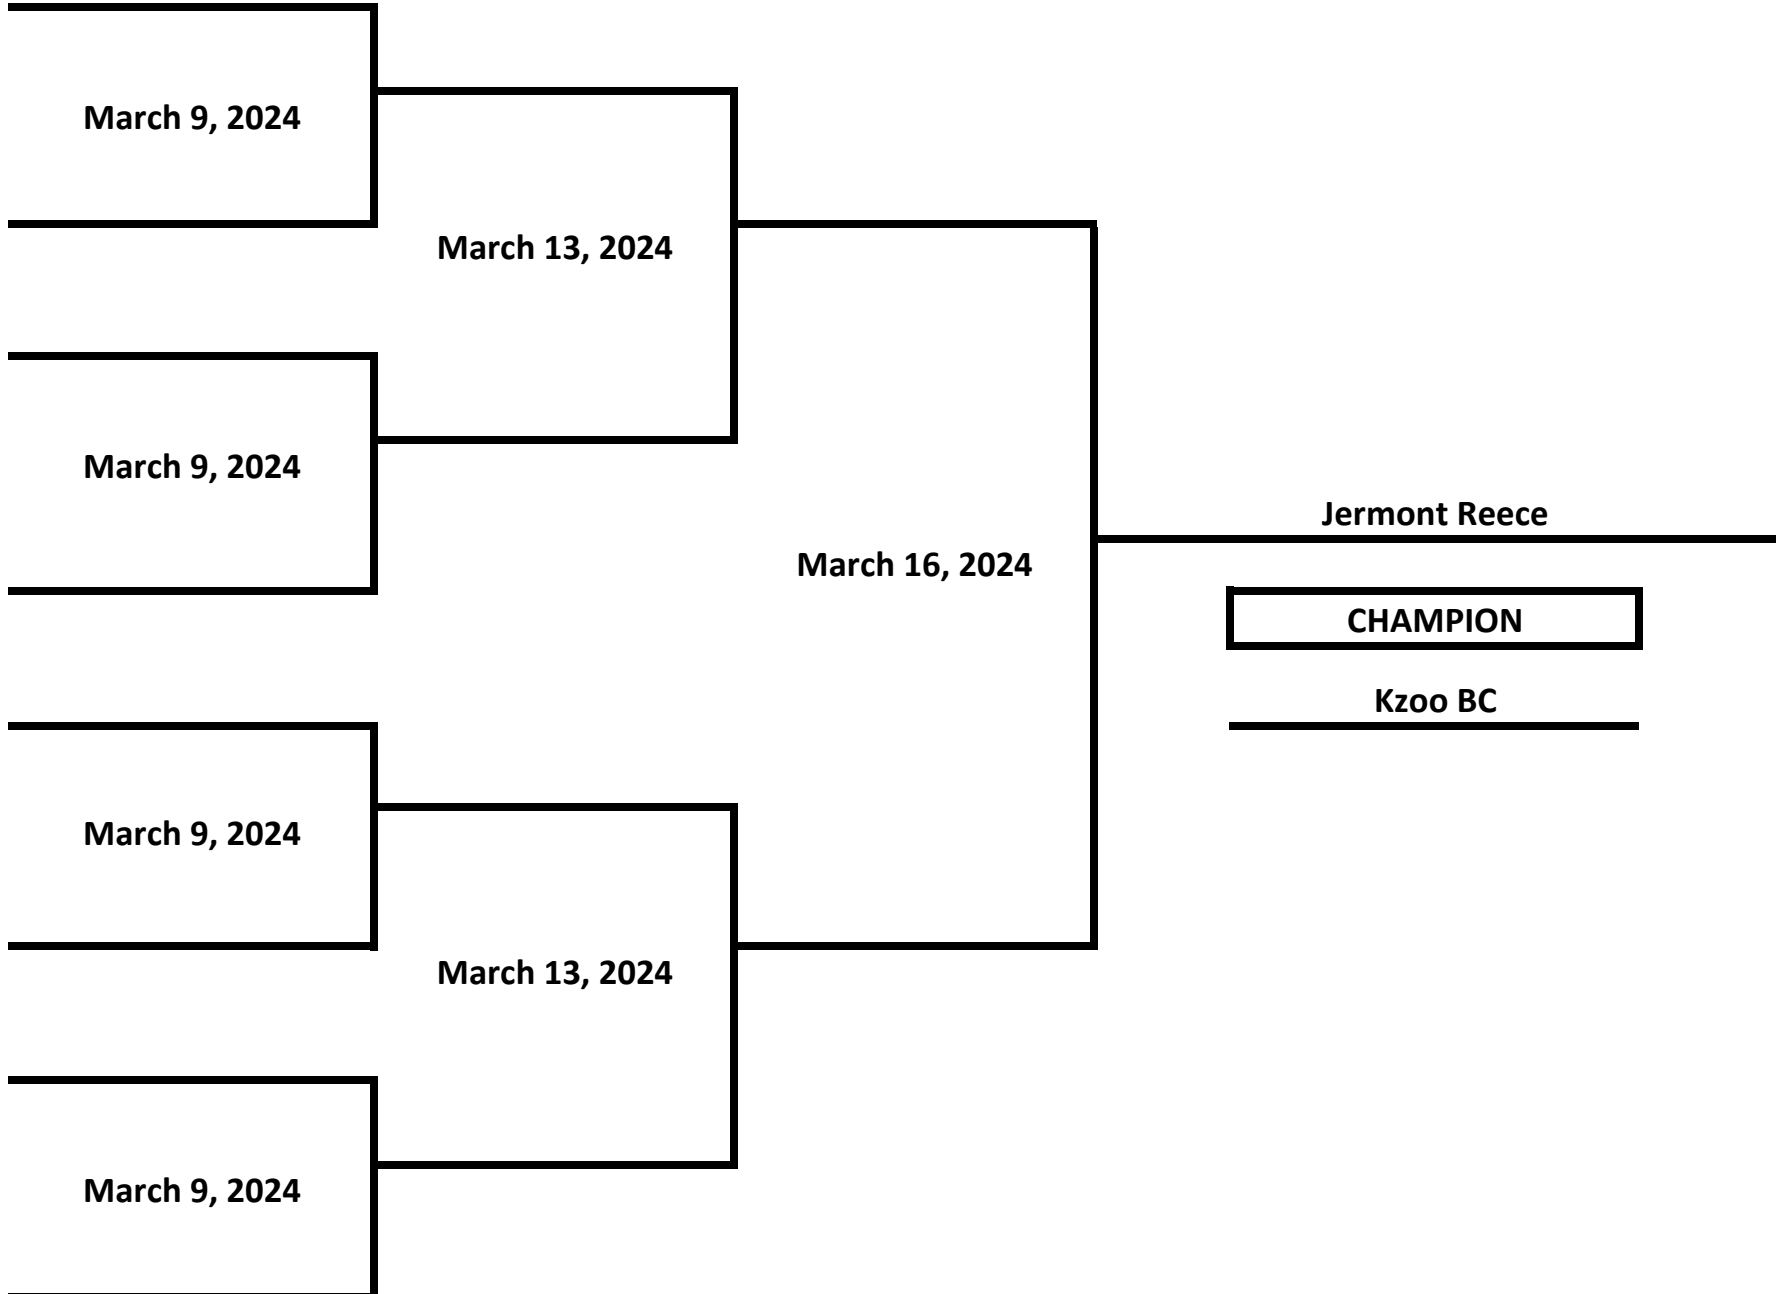 March 9, 2024
March 13, 2024
March 9, 2024
Jermont Reece
March 16, 2024
CHAMPION
Kzoo BC
March 9, 2024
March 13, 2024
March 9, 2024